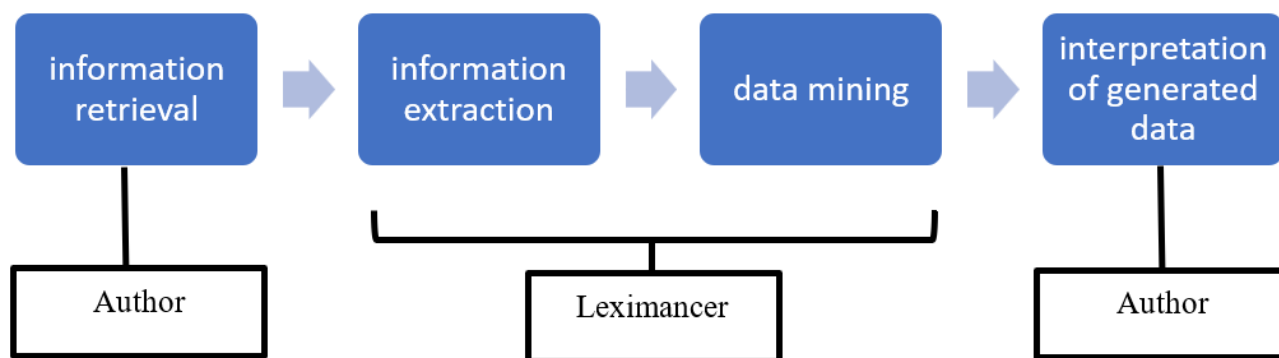 information
retrieval
information
extraction
data mining
interpretation
of generated
data
Author
Leximancer
Author